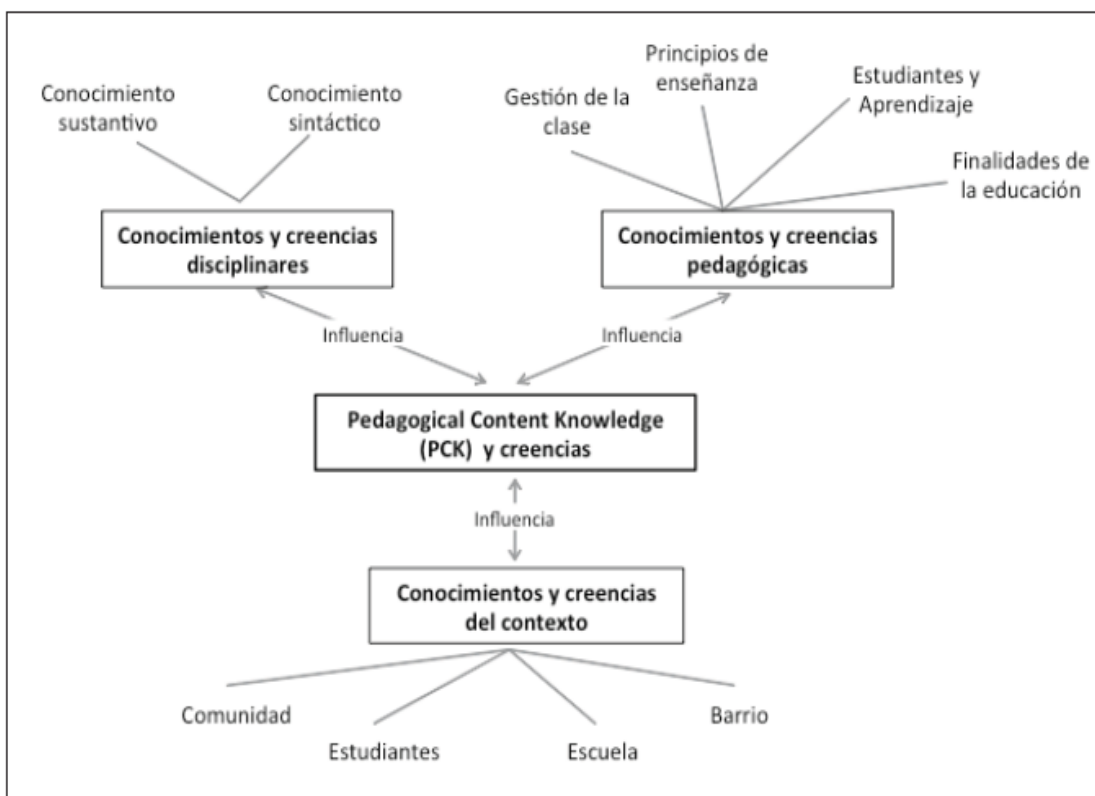 Conocimiento
sustantivo
Conocimiento
sintáctico
Gestión de la
clase
Principios de
enseñanza
Estudiantes y
Aprendizaje
Finalidades de
la educación
Conocimientos y creencias
disciplinares
Conocimientos y creencias
pedagógicas
Influencia
Influencia
Pedagogical Content Knowledge
(PCK) y creencias
Influencia
Conocimientos y creencias
del contexto
Comunidad
Estudiantes
Escuela
Barrio